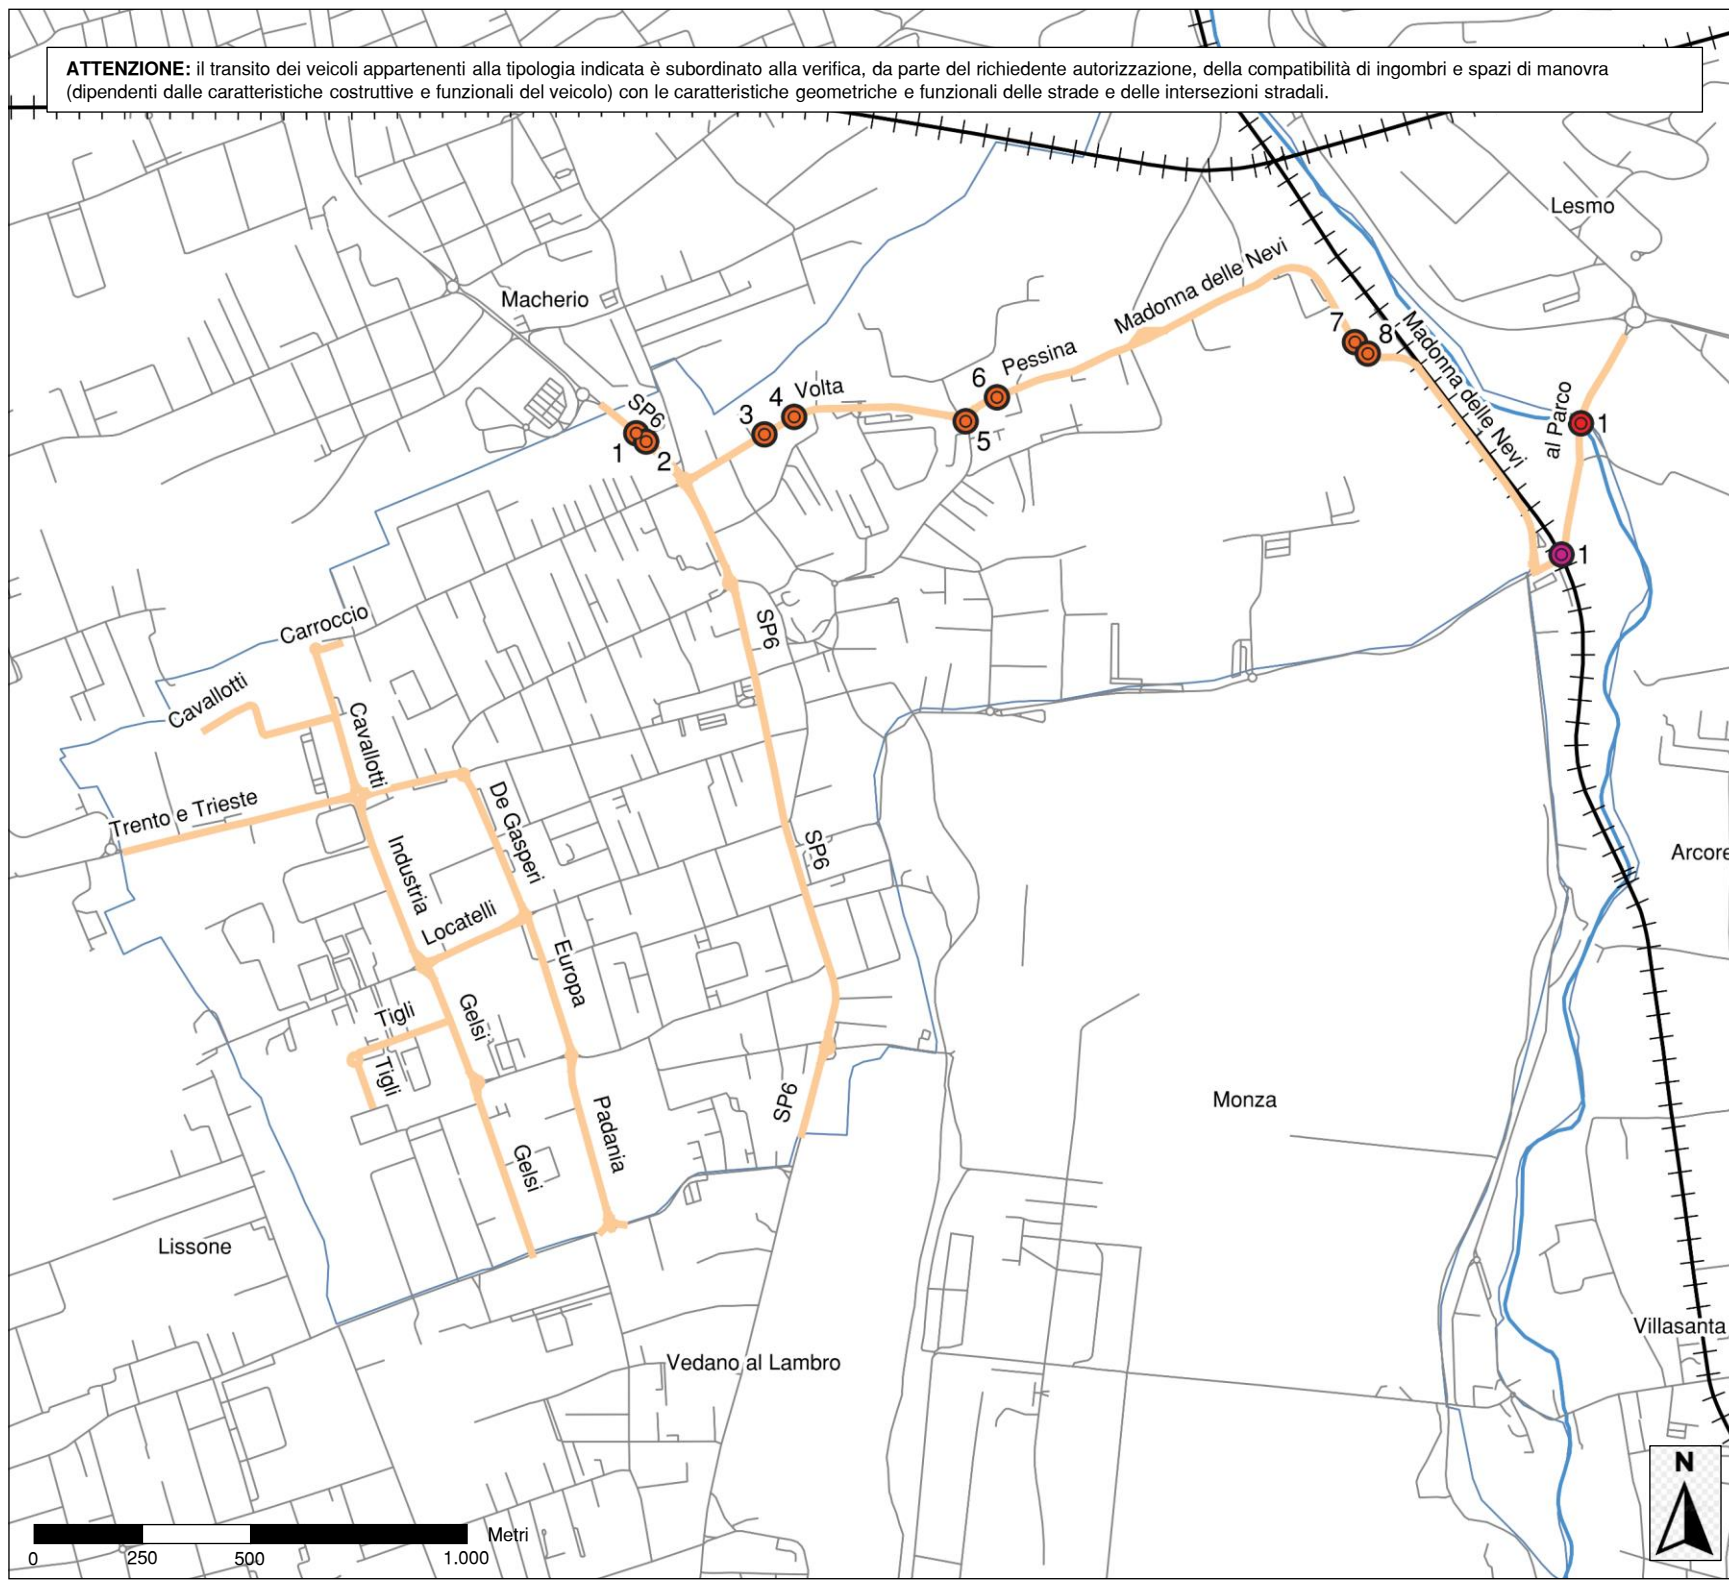 ATTENZIONE: il transito dei veicoli appartenenti alla tipologia indicata è subordinato alla verifica, da parte del richiedente autorizzazione, della compatibilità di ingombri e spazi di manovra
(dipendenti dalle caratteristiche costruttive e funzionali del veicolo) con le caratteristiche geometriche e funzionali delle strade e delle intersezioni stradali.
Lesmo
Madonna delle Nevi
Macherio
7
8
Madonna delle Nevi
Pessina
6
Volta
4
3
5
SP6
1
2
al Parco
1
1
SP6
Carroccio
Cavallotti
Cavallotti
Trento e Trieste
De Gasperi
Industria
SP6
Arcore
Locatelli
Europa
Tigli
Gelsi
Tigli
SP6
Padania
Monza
Gelsi
Lissone
Villasanta
Vedano al Lambro
N
Metri
0 250 500 1.000